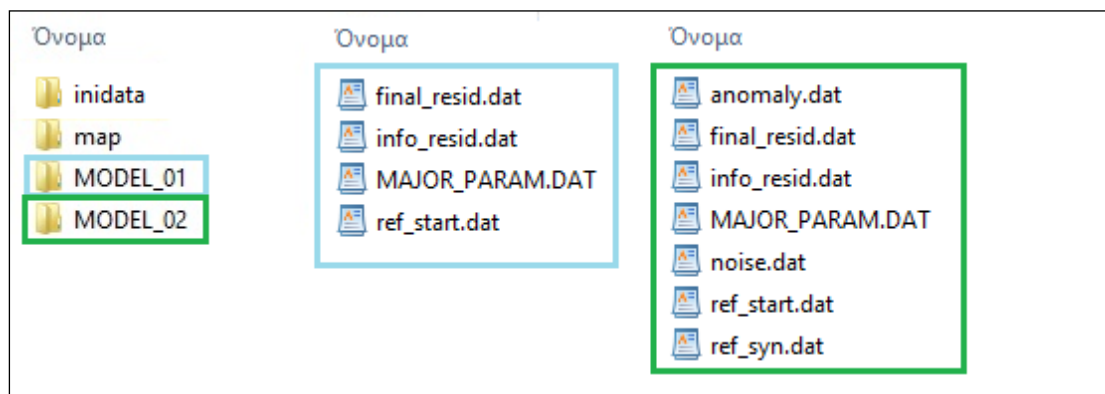 Όνομα
inidata
map
MODEL_01
MODEL_02
Όνομα
final_resid.dat
info_resid.dat
MAJOR_PARAM.DAT
ref_start.dat
Όνομα
anomaly.dat
final_resid.dat
info_resid.dat
MAJOR_PARAM.DAT
noise.dat
ref_start.dat
ref_syn.dat